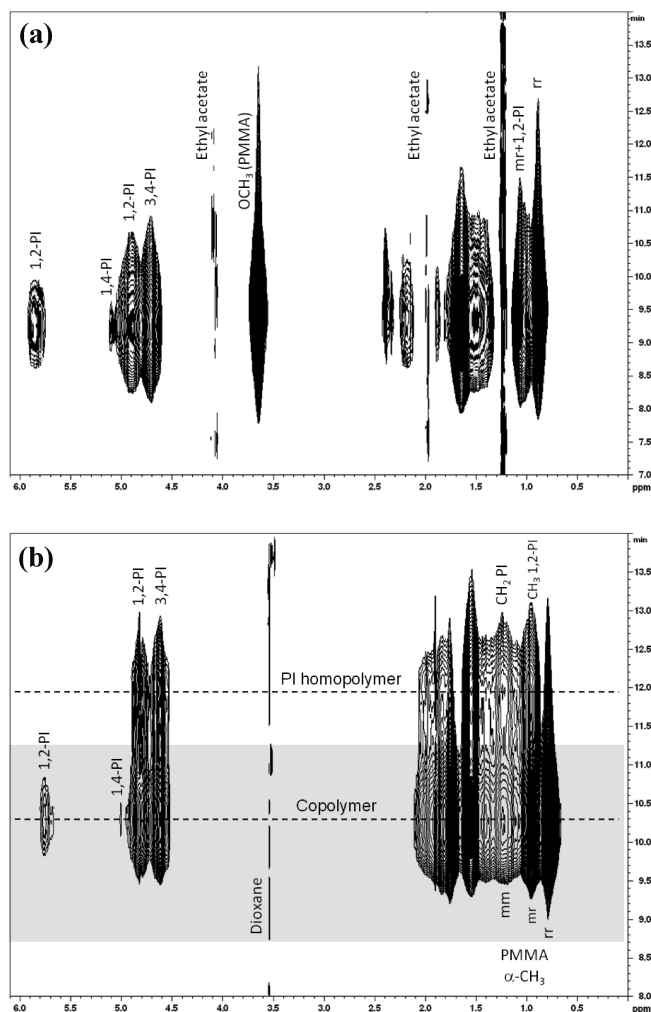 (a)
min
13.5
13.0
12.5
12.0
11.5
11.0
10.5
10.0
9.5
9.0
8.5
8.0
7.5
7.0
1,2-PI
1,4-PI
1,2-PI
3,4-PI
Ethyl acetate
OCH3 (PMMA)
Ethyl acetate
Ethyl acetate
mr+1,2-PI
rr
6.0 5.5 5.0 4.5 4.0 3.5 3.0 2.5 2.0 1.5 1.0 0.5 ppm
(b)
min
13.5
13.0
12.5
12.0
11.5
11.0
10.5
10.0
9.5
9.0
8.5
8.0
1,2-PI
3,4-PI
CH2 PI
CH3 1,2-PI
PI homopolymer
1,2-PI
1,4-PI
Copolymer
Dioxane
mm
mr
rr
PMMA
α-CH3
6.0 5.5 5.0 4.5 4.0 3.5 3.0 2.5 2.0 1.5 1.0 0.5 ppm